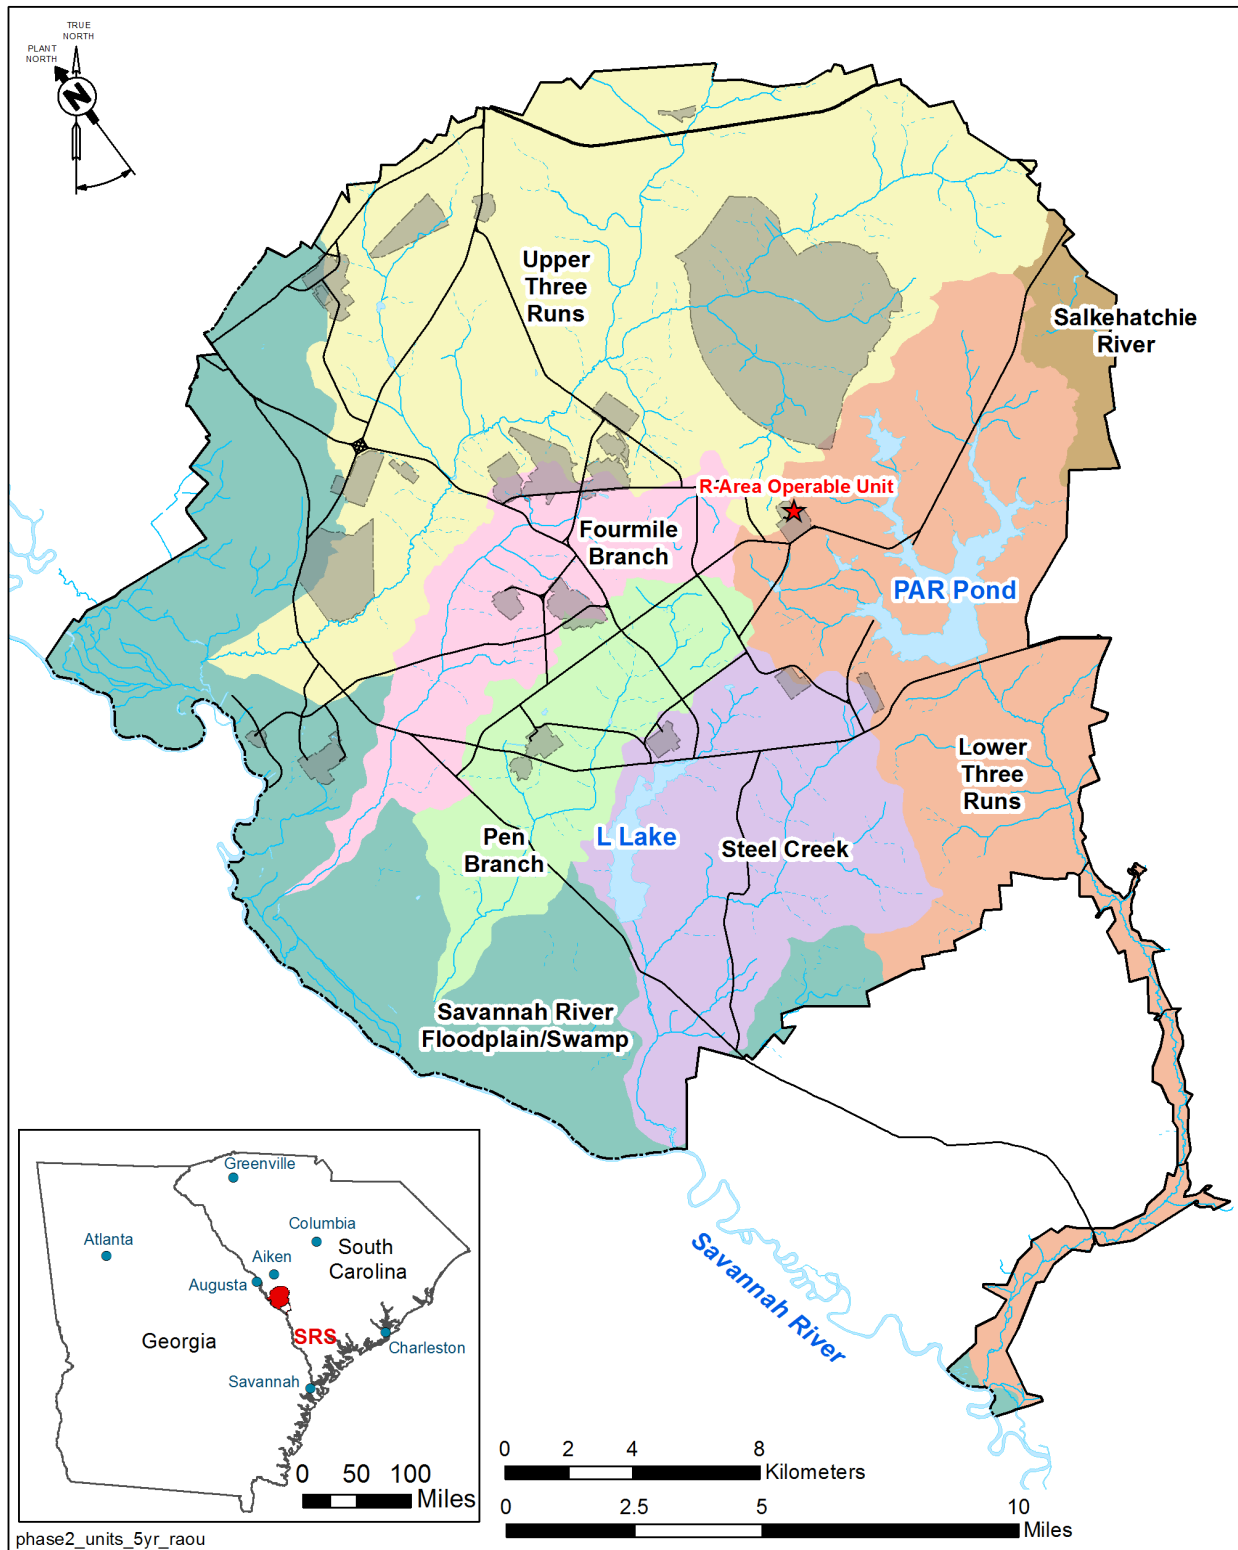 TRUE
NORTH
PLANT
NORTH
N
Upper
Three
Runs
Salkehatchie
River
R-Area Operable Unit
Fourmile
Branch
PAR Pond
Lower
Three
Runs
Pen
Branch
L Lake
Steel Creek
Savannah River
Floodplain/Swamp
Savannah River
Greenville
Columbia
Atlanta
Aiken
South
Carolina
Augusta
SRS
Georgia
Charleston
Savannah
0 50 100
Miles
0 2 4 8
Kilometers
0 2.5 5 10
Miles
phase2_units_5yr_raou